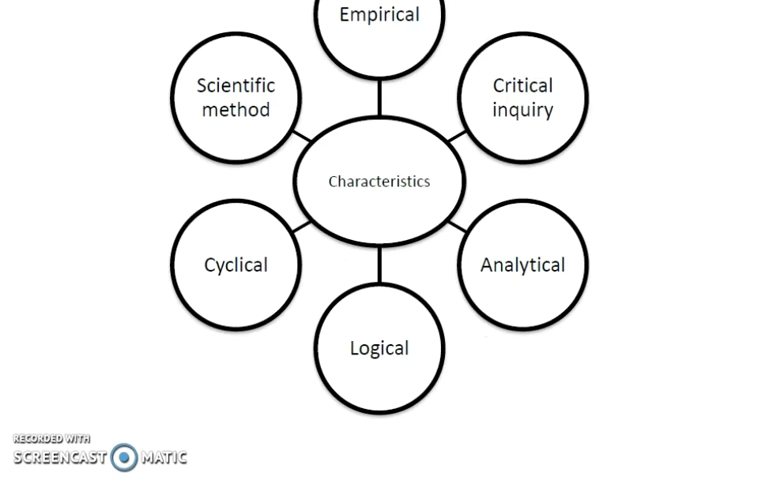 Empirical
Scientific
method
Critical
inquiry
Characteristics
Cyclical
Analytical
Logical
RECORDED WITH
SCREENCAST MATIC